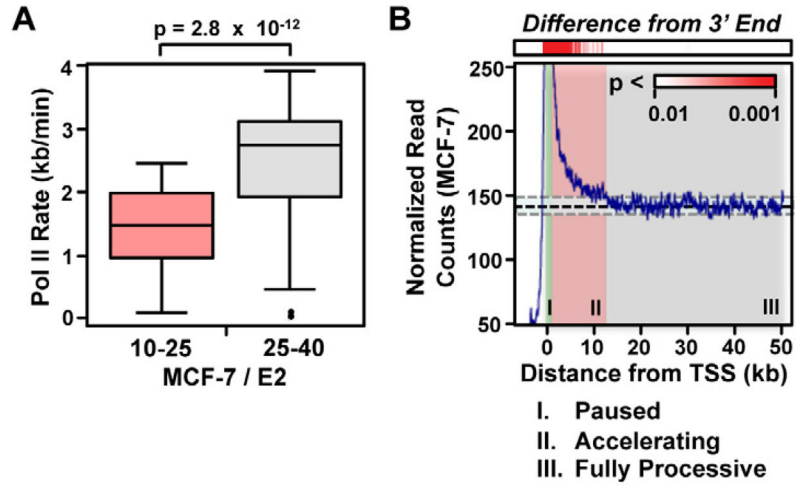 A
p = 2.8 x 10-12
Pol II Rate (kb/min)
4
3
2
1
0
10-25
25-40
MCF-7 / E2
B
Difference from 3' End
Normalized Read
Counts (MCF-7)
250
200
150
100
50
p <
0.01
0.001
I
II
III
0
10
20
30
40
50
Distance from TSS (kb)
I. Paused
II. Accelerating
III. Fully Processive